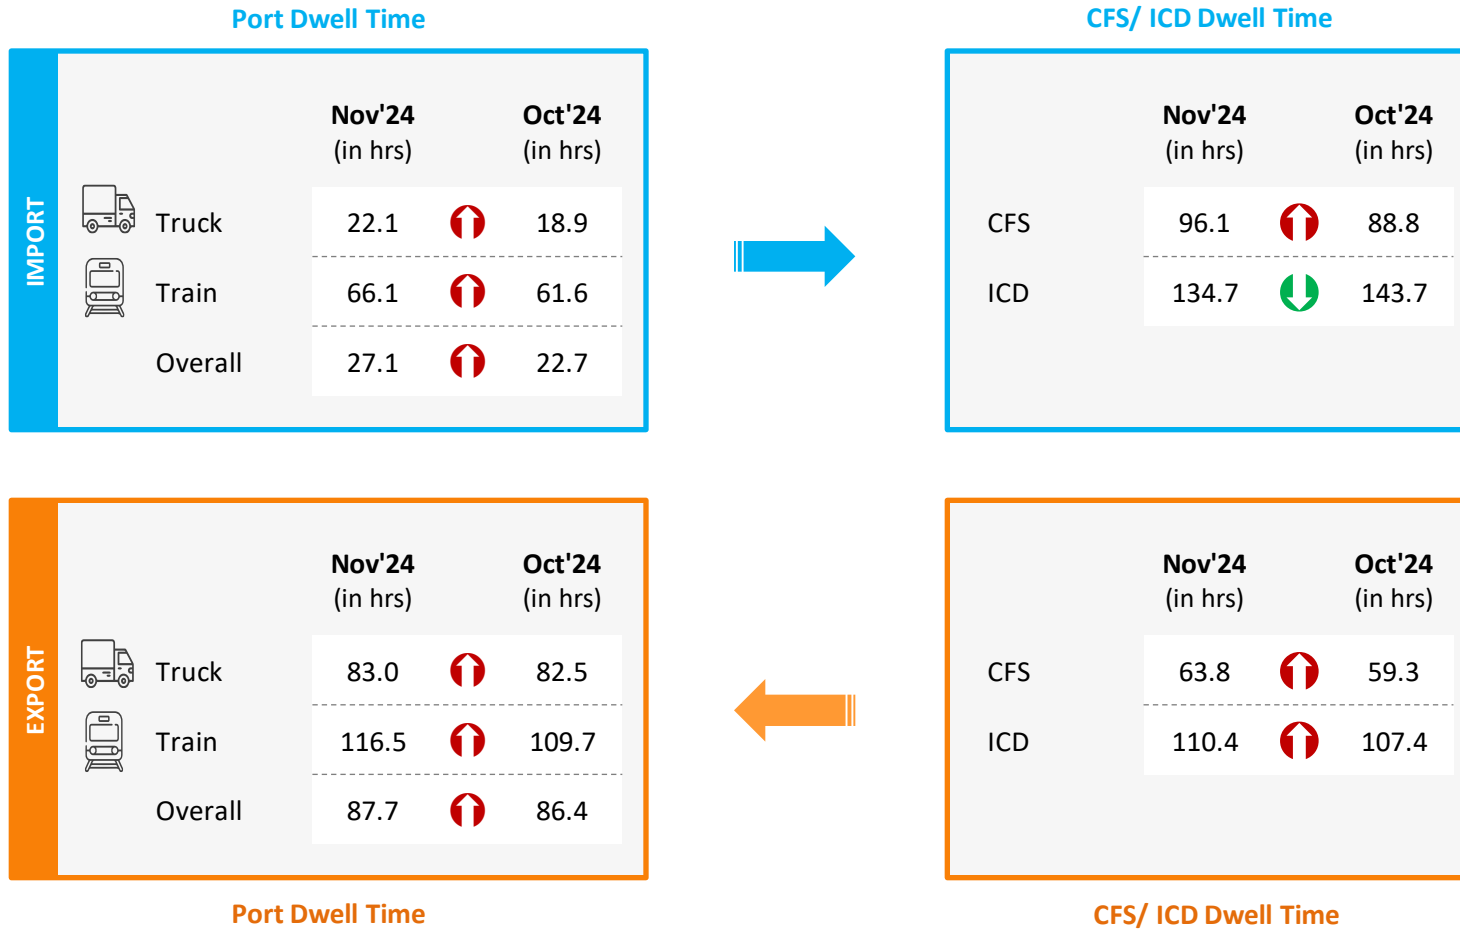 Port Dwell Time
CFS/ ICD Dwell Time
IMPORT
Nov'24 Oct'24
(in hrs) (in hrs)
Truck 22.1 18.9
Train 66.1 61.6
Overall 27.1 22.7
Nov'24 Oct'24
(in hrs) (in hrs)
CFS 96.1 88.8
ICD 134.7 143.7
EXPORT
Nov'24 Oct'24
(in hrs) (in hrs)
Truck 83.0 82.5
Train 116.5 109.7
Overall 87.7 86.4
Nov'24 Oct'24
(in hrs) (in hrs)
CFS 63.8 59.3
ICD 110.4 107.4
Port Dwell Time
CFS/ ICD Dwell Time